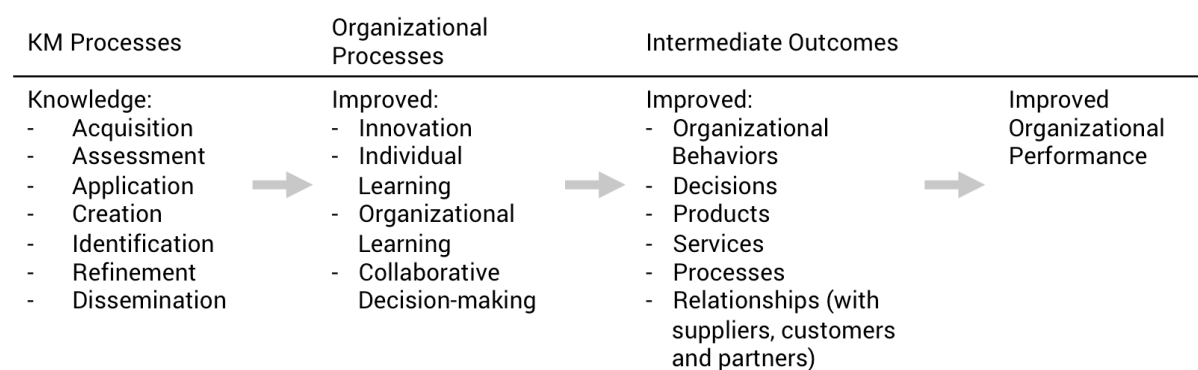 KM Processes
Organizational
Processes
Intermediate Outcomes
Knowledge:
- Acquisition
- Assessment
- Application
- Creation
- Identification
- Refinement
- Dissemination
Improved:
- Innovation
- Individual
Learning
- Organizational
Learning
- Collaborative
Decision-making
Improved:
- Organizational
Behaviors
- Decisions
- Products
- Services
- Processes
- Relationships (with
suppliers, customers
and partners)
Improved
Organizational
Performance